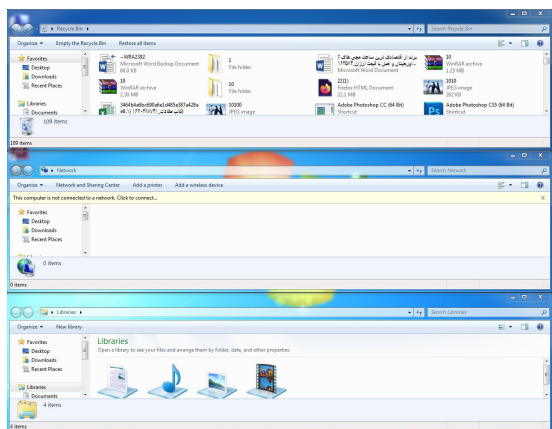 Recycle Bin
Search Recycle Bin
Organize Empty the Recycle Bin Restore all items
Favorites
Desktop
Downloads
Recent Places
Libraries
Documents
~WRA2392
Microsoft Word Backup Document
66.0 KB
1
File folder
Microsoft Word Document
10
WinRAR archive
1.23 MB
10
WinRAR archive
2.30 MB
10
File folder
22(1)
Firefox HTML Document
22.1 MB
1010
JPEG image
10100
JPEG image
Adobe Photoshop CC (64 Bit)
Shortcut
Adobe Photoshop CS5 (64 Bit)
Shortcut
109 items
109 items
Network
Search Network
Organize Network and Sharing Center Add a printer Add a wireless device
This computer is not connected to a network. Click to connect...
Favorites
Desktop
Downloads
Recent Places
0 items
0 items
Libraries
Search Libraries
Organize New library
Favorites
Desktop
Downloads
Recent Places
Libraries
Documents
Libraries
Open a library to see your files and arrange them by folder, date, and other properties.
4 items
4 items